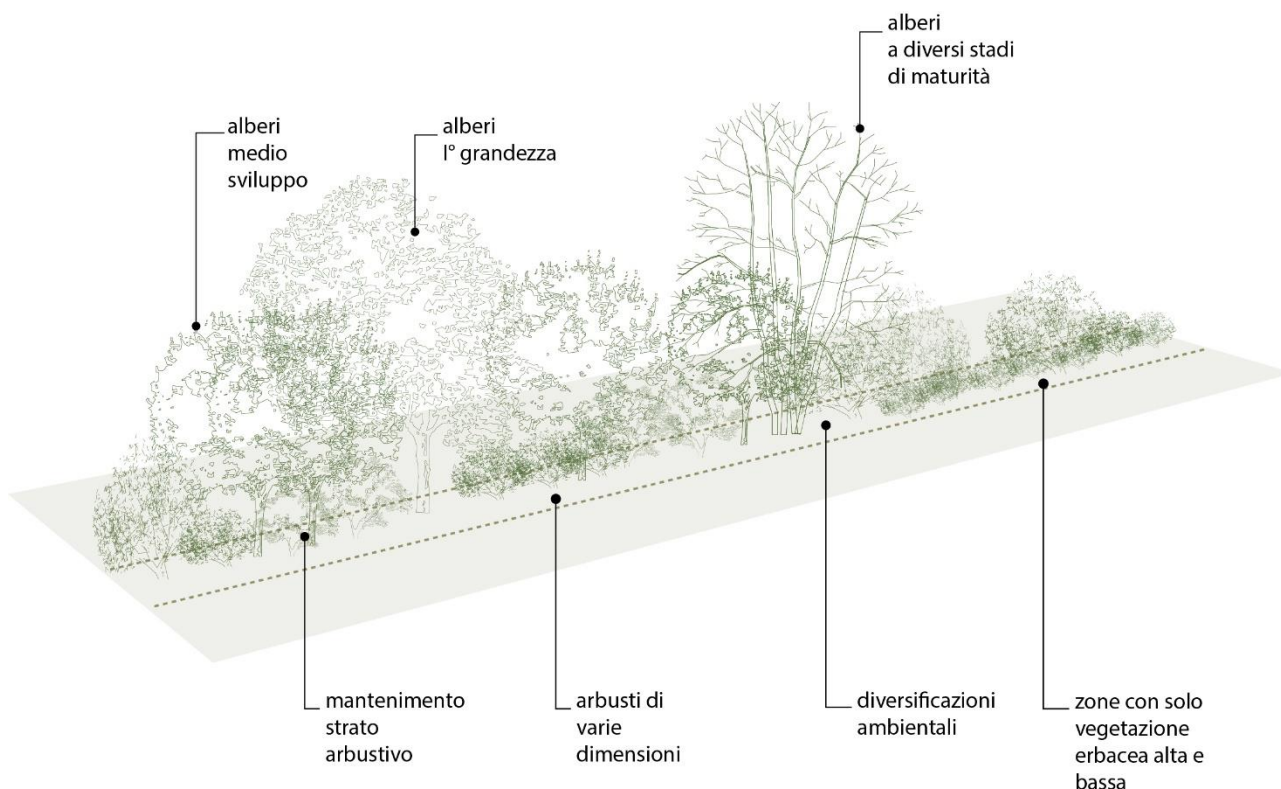 alberi
a diversi stadi
di maturità
alberi
medio
sviluppo
alberi
I° grandezza
mantenimento
strato
arbustivo
arbusti di
varie
dimensioni
diversificazioni
ambientali
zone con solo
vegetazione
erbacea alta e
bassa